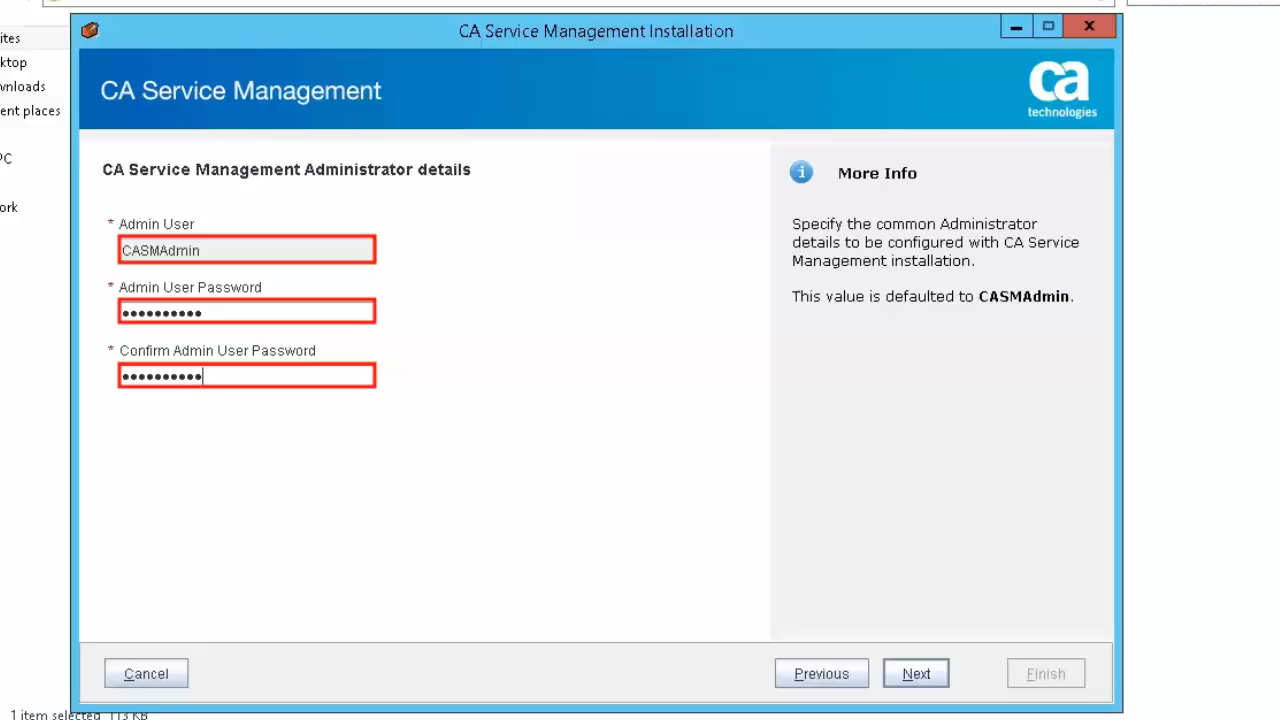 CA Service Management Installation
ites
ktop
wnloads
ent places
PC
ork
CA Service Management
ca
technologies
CA Service Management Administrator details
* Admin User
CASMAdmin
* Admin User Password
••••••••••
* Confirm Admin User Password
••••••••••
More Info
Specify the common Administrator
details to be configured with CA Service
Management installation.
This value is defaulted to CASMAdmin.
Cancel
Previous
Next
Finish
1 item selected 113 KB